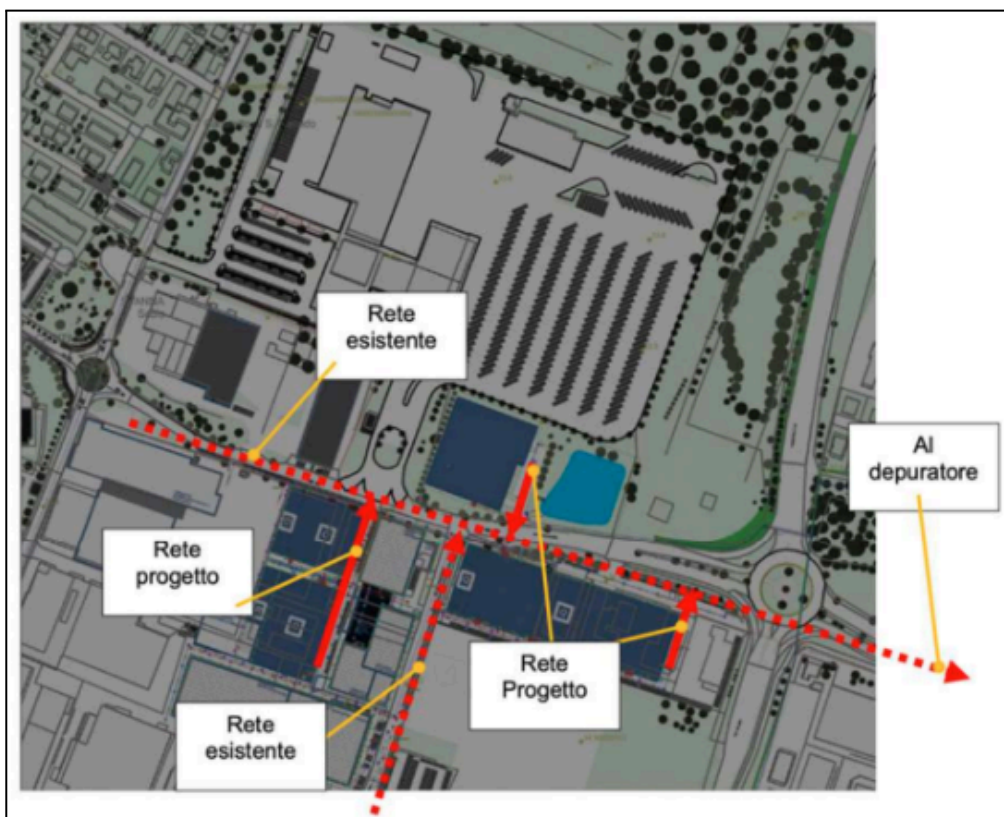 Rete
esistente
Al
depuratore
Rete
progetto
Rete
Progetto
Rete
esistente